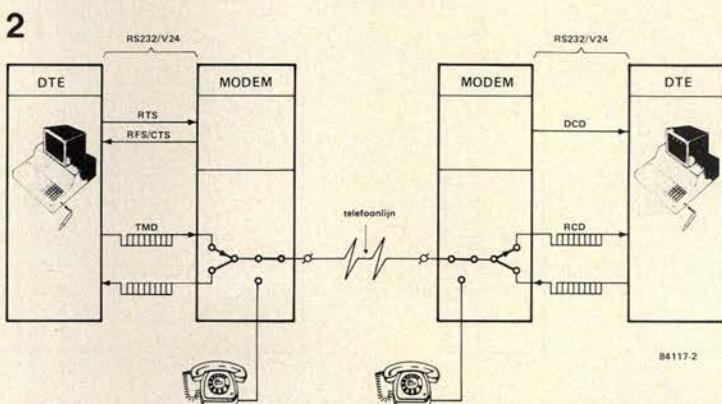 2
RS232/V24
RS232/V24
DTE
MODEM
MODEM
DTE
RTS
RFS/CTS
DCD
TMD
telefoonlijn
RCD
84117-2